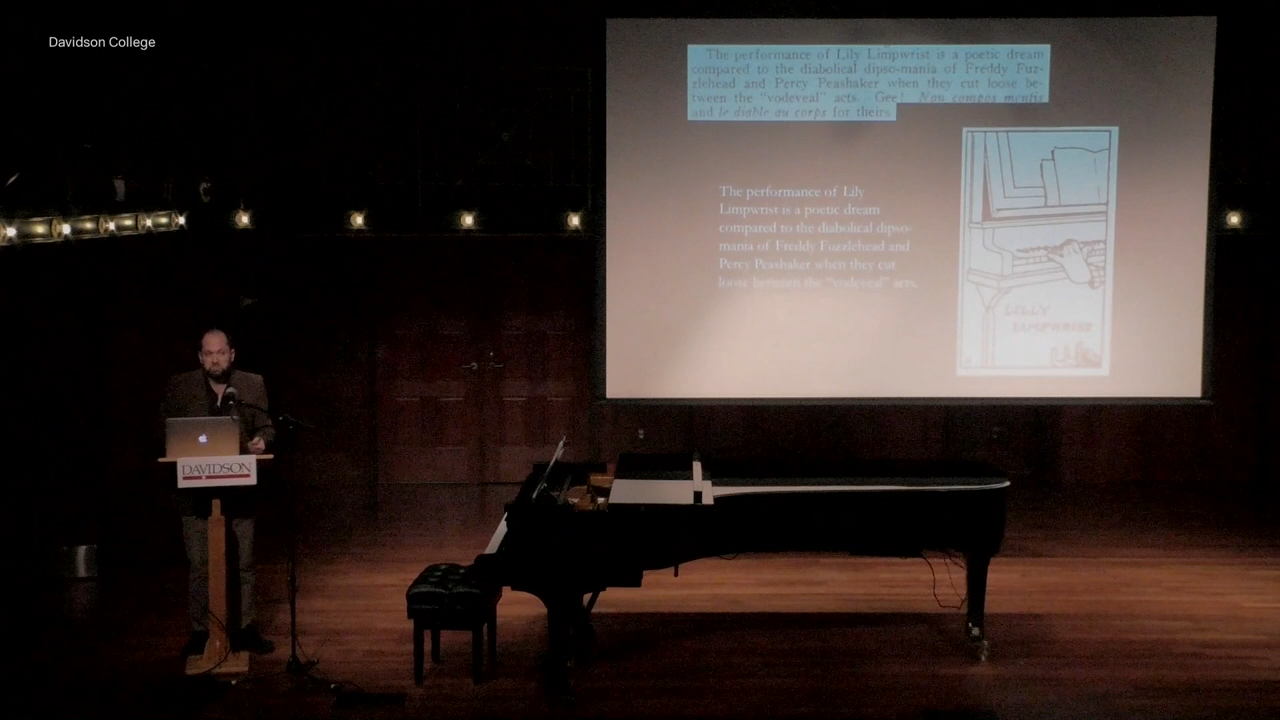 Davidson College
The performance of Lily Limpwrist is a poetic dream
compared to the diabolical dipso-mania of Freddy Fuz-
zlehead and Percy Peashaker when they cut loose be-
tween the "vodeveal" acts. Gee! Non compos mentis
and le diable au corps for theirs
The performance of Lily
Limpwrist is a poetic dream
compared to the diabolical dipso-
mania of Freddy Fuzzlehead and
Percy Peashaker when they cut
loose between the "vodeveal" acts.
LILLY
LIMPWRIST
DAVIDSON